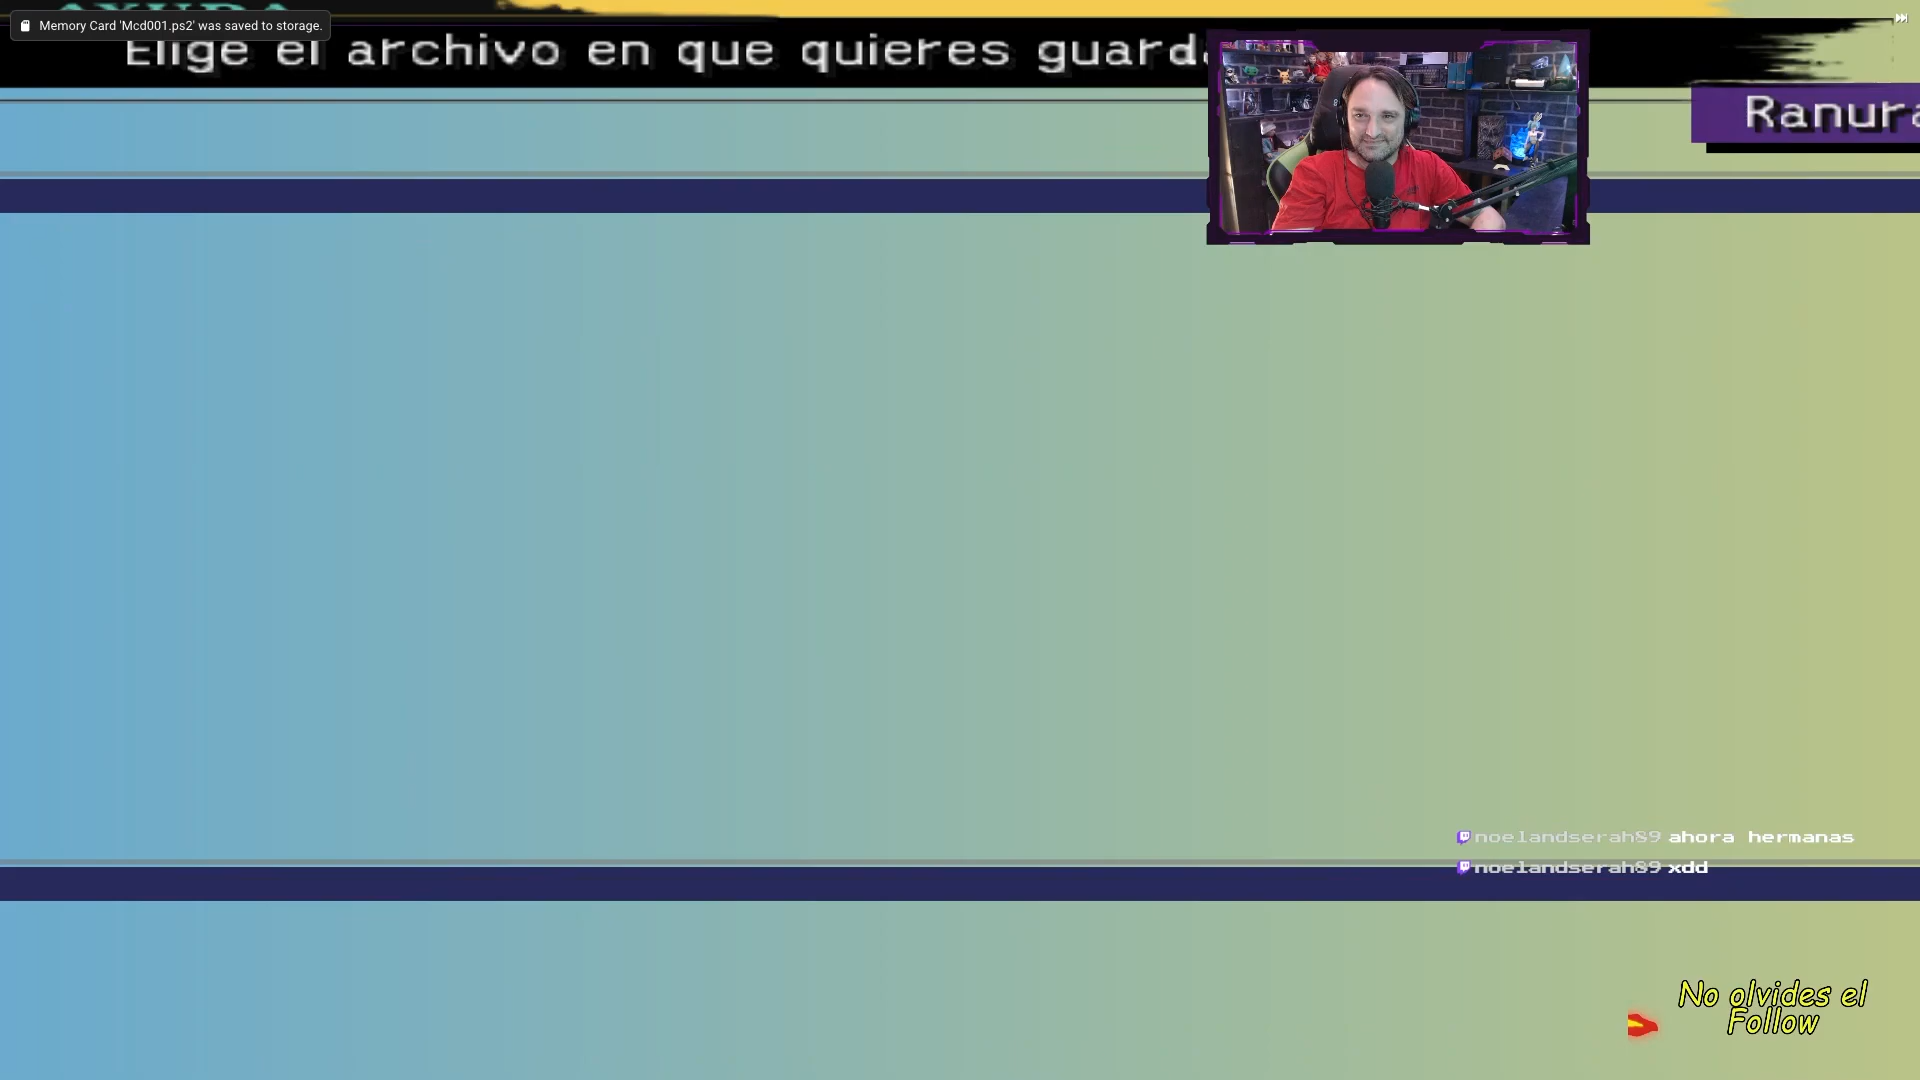 AYUDA
Memory Card 'Mcd001.ps2' was saved to storage.
Elige el archivo en que quieres guard
Ranura
noelandserah89 ahora hermanas
noelandserah89 xdd
No olvides el
Follow